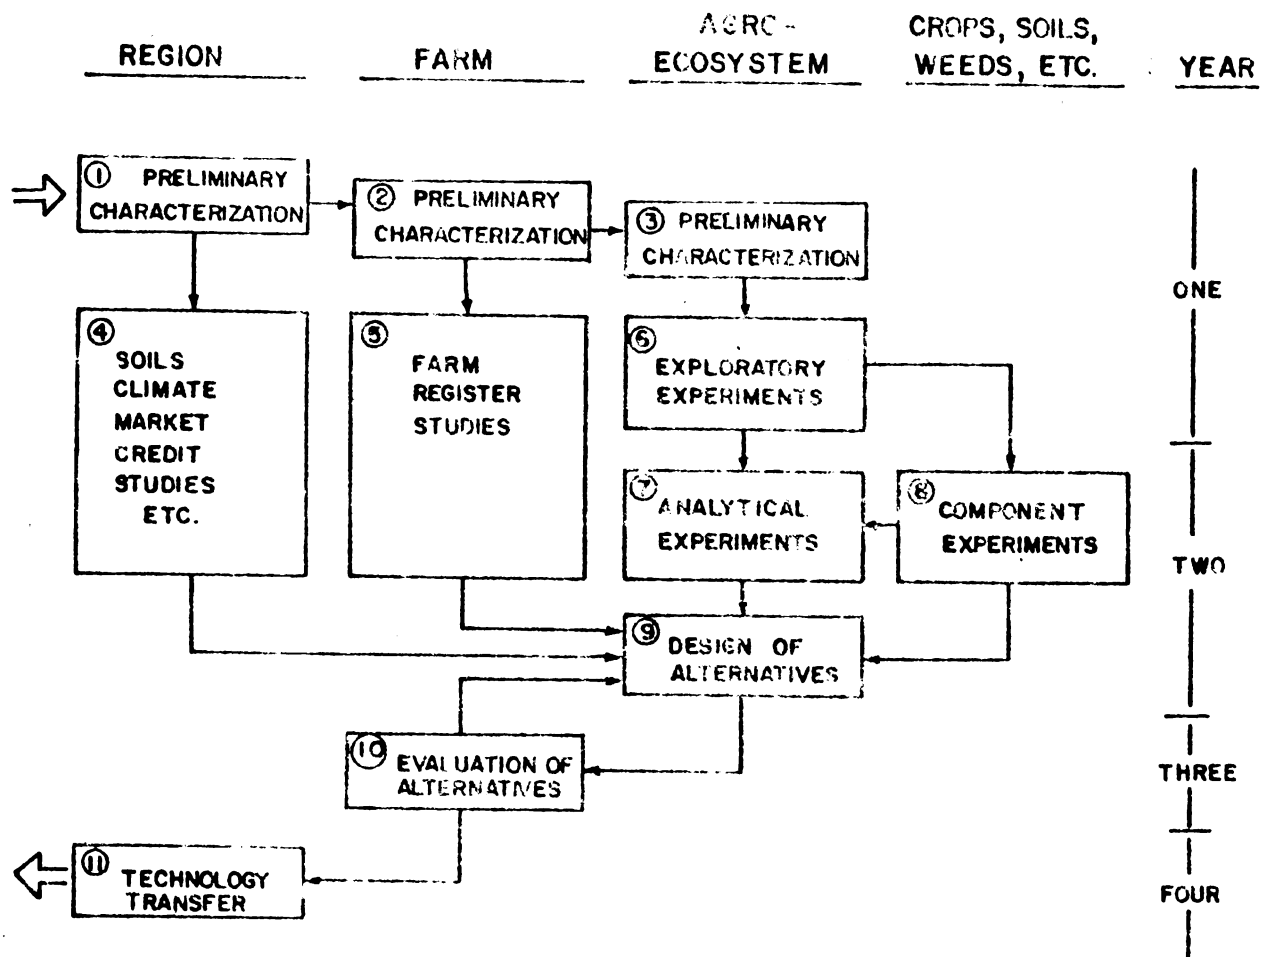 REGION
FARM
AGRO-
ECOSYSTEM
CROPS, SOILS,
WEEDS, ETC.
YEAR
1 PRELIMINARY
CHARACTERIZATION
2 PRELIMINARY
CHARACTERIZATION
3 PRELIMINARY
CHARACTERIZATION
ONE
4
SOILS
CLIMATE
MARKET
CREDIT
STUDIES
ETC.
5
FARM
REGISTER
STUDIES
6
EXPLORATORY
EXPERIMENTS
7
ANALYTICAL
EXPERIMENTS
8
COMPONENT
EXPERIMENTS
TWO
9
DESIGN OF
ALTERNATIVES
10
EVALUATION OF
ALTERNATIVES
THREE
11
TECHNOLOGY
TRANSFER
FOUR